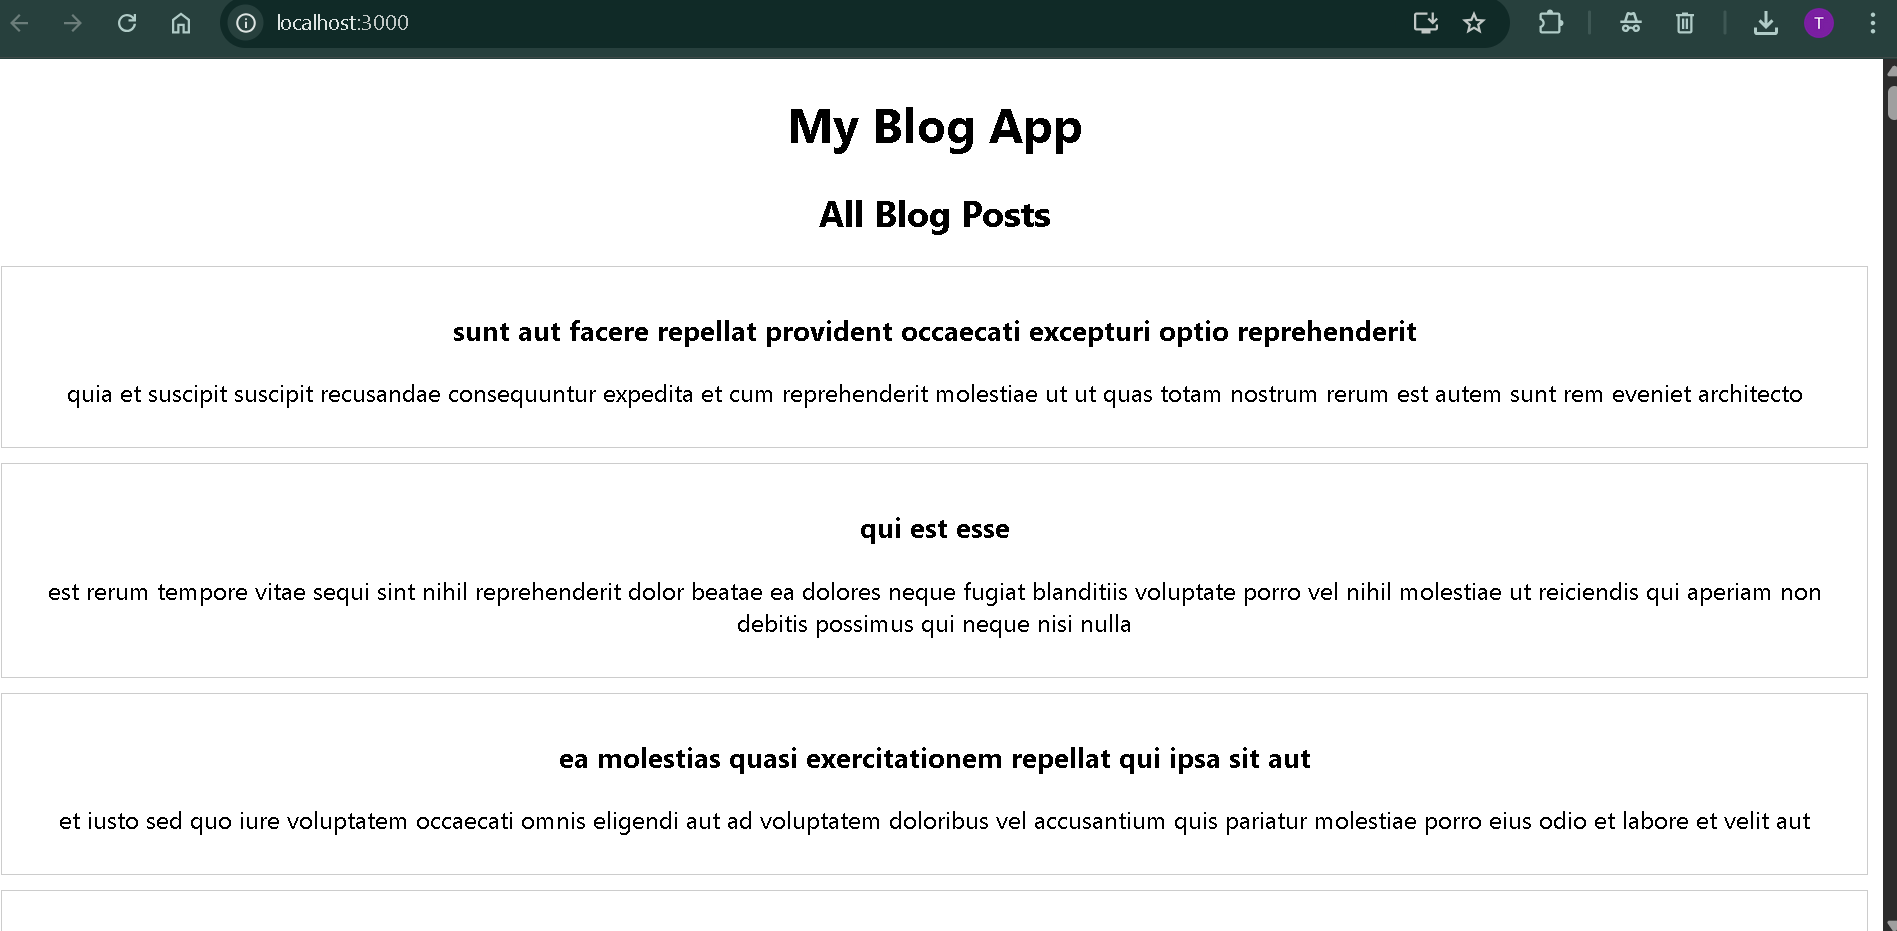 localhost:3000
T
My Blog App
All Blog Posts
sunt aut facere repellat provident occaecati excepturi optio reprehenderit
quia et suscipit suscipit recusandae consequuntur expedita et cum reprehenderit molestiae ut ut quas totam nostrum rerum est autem sunt rem eveniet architecto
qui est esse
est rerum tempore vitae sequi sint nihil reprehenderit dolor beatae ea dolores neque fugiat blanditiis voluptate porro vel nihil molestiae ut reiciendis qui aperiam non
debitis possimus qui neque nisi nulla
ea molestias quasi exercitationem repellat qui ipsa sit aut
et iusto sed quo iure voluptatem occaecati omnis eligendi aut ad voluptatem doloribus vel accusantium quis pariatur molestiae porro eius odio et labore et velit aut